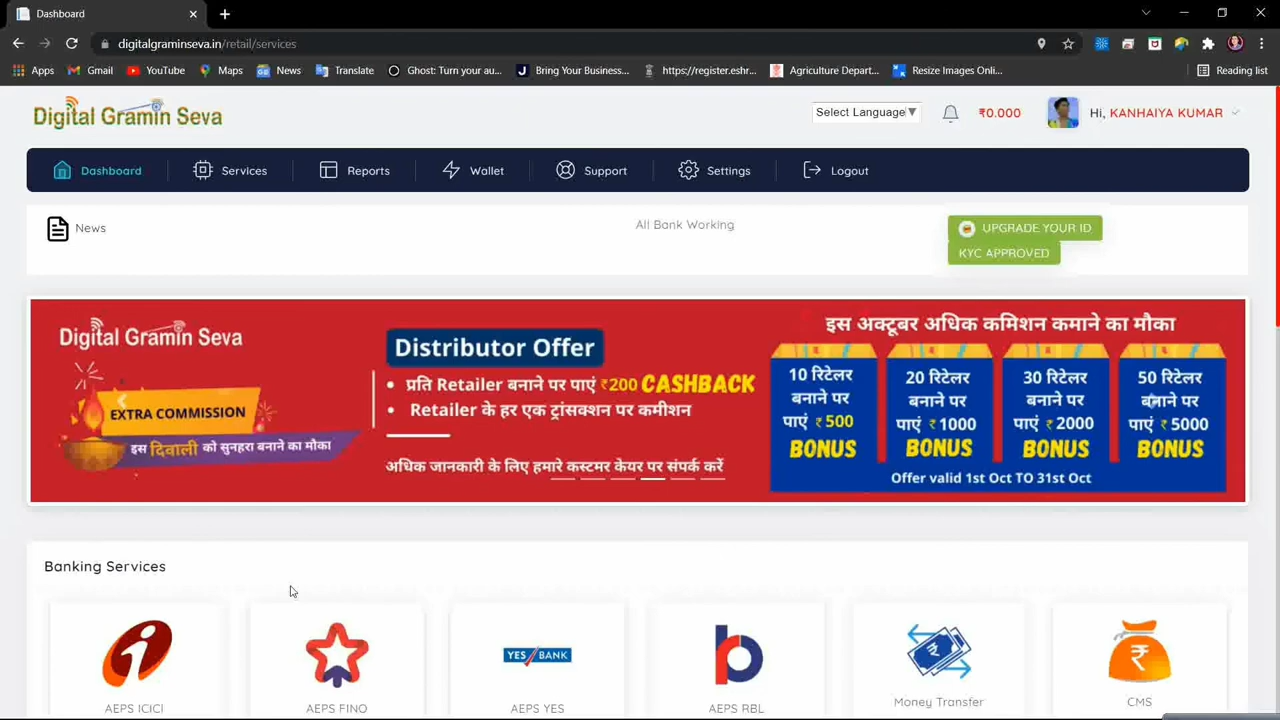 Dashboard
digitalgraminseva.in/retail/services
Apps Gmail YouTube Maps News Translate Ghost: Turn your au... Bring Your Business... https://register.eshr... Agriculture Depart... Resize Images Onli... Reading list
Digital Gramin Seva
Select Language ₹0.000 Hi, KANHAIYA KUMAR
Dashboard Services Reports Wallet Support Settings Logout
News
All Bank Working
UPGRADE YOUR ID
KYC APPROVED
Digital Gramin Seva
EXTRA COMMISSION
इस दिवाली को सुनहरा बनाने का मौका
Distributor Offer
• प्रति Retailer बनाने पर पाएं ₹200 CASHBACK
• Retailer के हर एक ट्रांसक्शन पर कमीशन
अधिक जानकारी के लिए हमारे कस्टमर केयर पर संपर्क करें
इस अक्टूबर अधिक कमिशन कमाने का मौका
10 रिटेलर
बनाने पर
पाएं ₹500
BONUS
20 रिटेलर
बनाने पर
पाएं ₹1000
BONUS
30 रिटेलर
बनाने पर
पाएं ₹2000
BONUS
50 रिटेलर
बनाने पर
पाएं ₹5000
BONUS
Offer valid 1st Oct TO 31st Oct
Banking Services
YES BANK
AEPS ICICI AEPS FINO AEPS YES AEPS RBL Money Transfer CMS